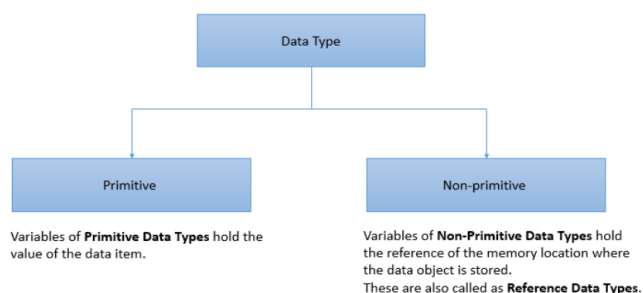 Data Type
Primitive
Non-primitive
Variables of Primitive Data Types hold the
value of the data item.
Variables of Non-Primitive Data Types hold
the reference of the memory location where
the data object is stored.
These are also called as Reference Data Types.